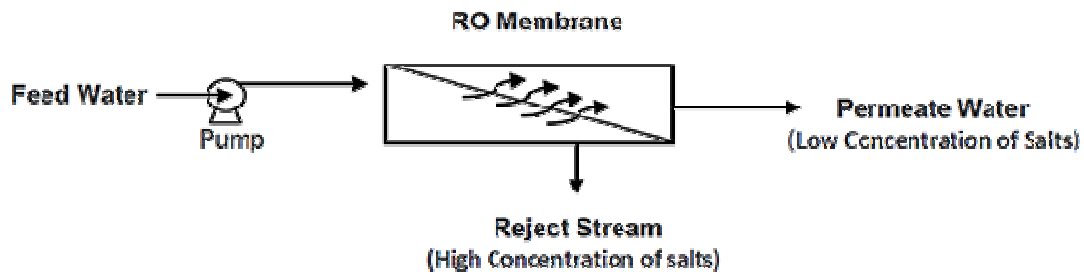 RO Membrane
Feed Water
Pump
Permeate Water
(Low Concentration of Salts)
Reject Stream
(High Concentration of salts)